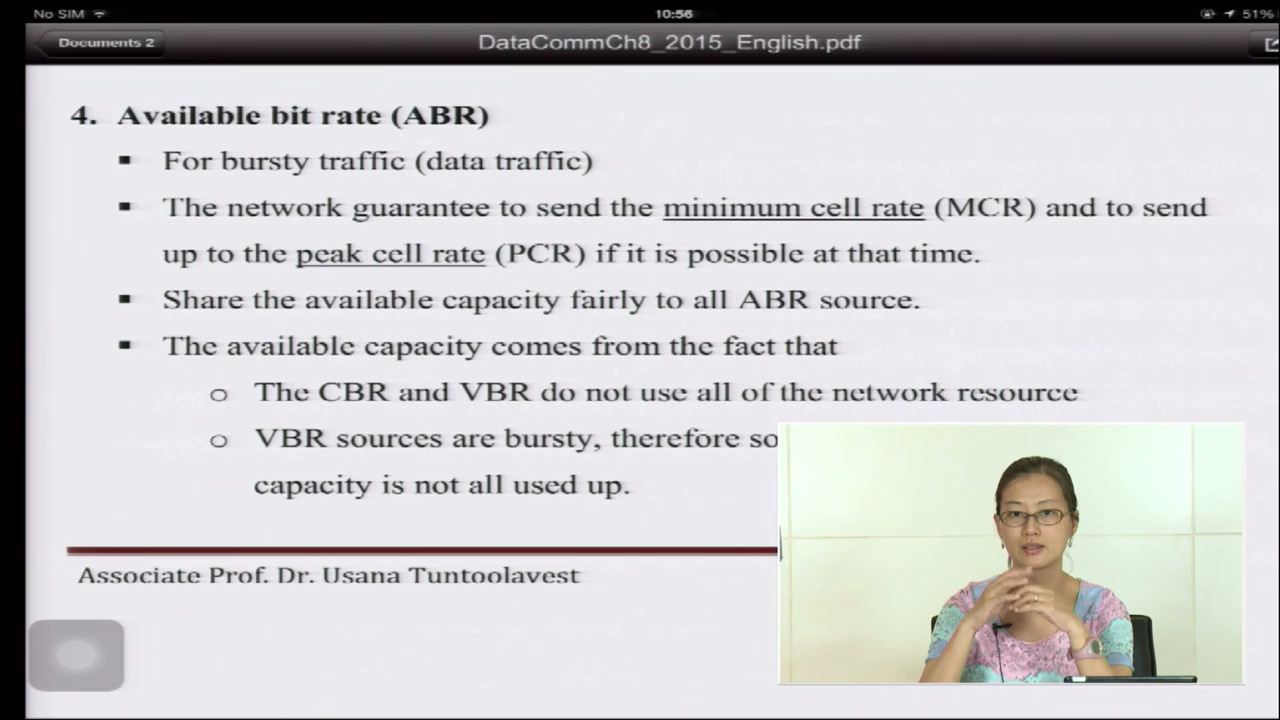 No SIM 10:56 51%
Documents 2 DataCommCh8_2015_English.pdf
4. Available bit rate (ABR)
▪ For bursty traffic (data traffic)
▪ The network guarantee to send the minimum cell rate (MCR) and to send
up to the peak cell rate (PCR) if it is possible at that time.
▪ Share the available capacity fairly to all ABR source.
▪ The available capacity comes from the fact that
o The CBR and VBR do not use all of the network resource
o VBR sources are bursty, therefore so
capacity is not all used up.
Associate Prof. Dr. Usana Tuntoolavest